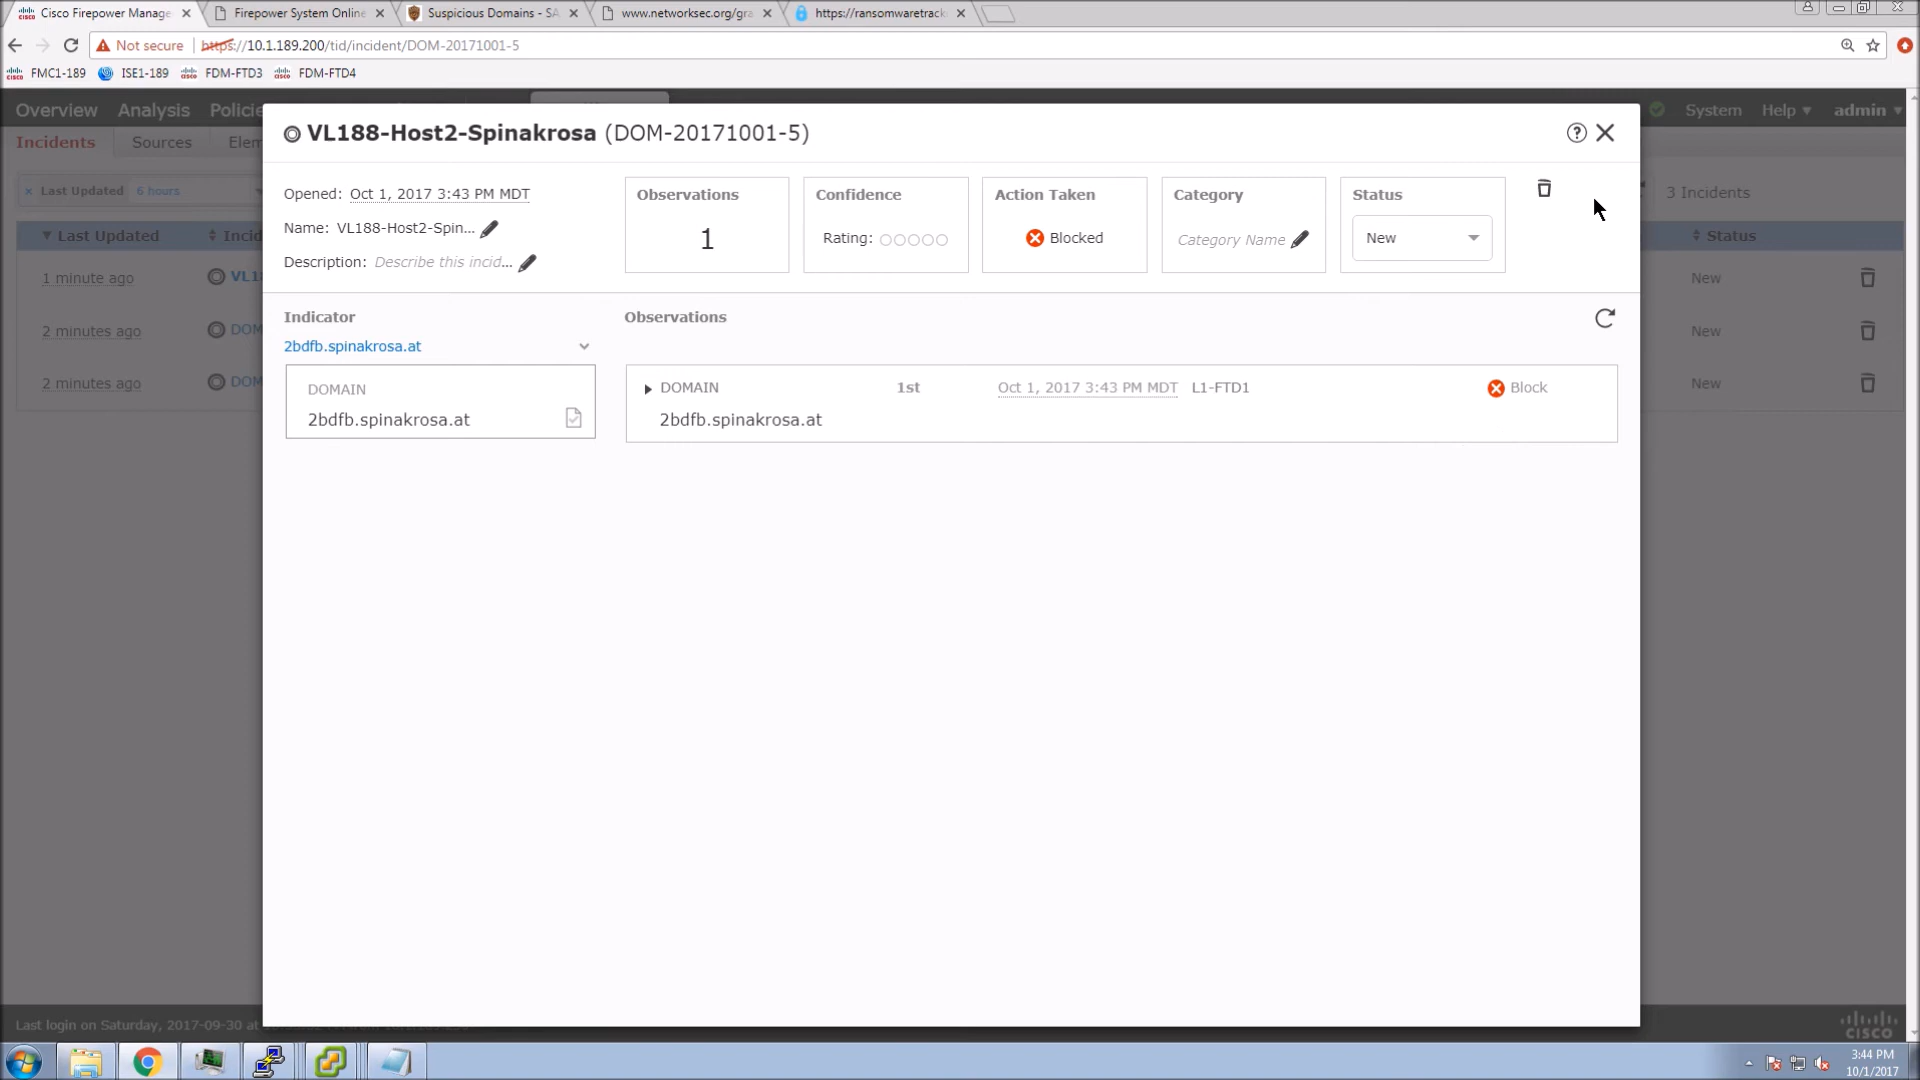 Cisco Firepower Manage
Firepower System Online
Suspicious Domains - SA
www.networksec.org/gra
https://ransomwaretrack
Not secure
https://10.1.189.200/tid/incident/DOM-20171001-5
FMC1-189
ISE1-189
FDM-FTD3
FDM-FTD4
Overview
Analysis
Policie
System
Help
admin
Incidents
Sources
Elem
Last Updated
6 hours
3 Incidents
Last Updated
Incid
Status
1 minute ago
VL1
New
2 minutes ago
DOM
New
2 minutes ago
DOM
New
VL188-Host2-Spinakrosa (DOM-20171001-5)
Opened: Oct 1, 2017 3:43 PM MDT
Name: VL188-Host2-Spin...
Description: Describe this incid...
Observations
1
Confidence
Rating:
Action Taken
Blocked
Category
Category Name
Status
New
Indicator
2bdfb.spinakrosa.at
DOMAIN
2bdfb.spinakrosa.at
Observations
DOMAIN 1st Oct 1, 2017 3:43 PM MDT L1-FTD1 Block
2bdfb.spinakrosa.at
Last login on Saturday, 2017-09-30 at
cisco
3:44 PM
10/1/2017